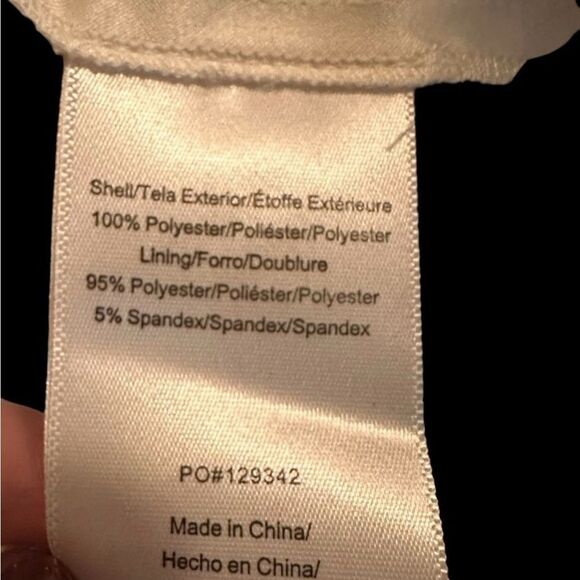 Shell/Tela Exterior/Étoffe Extérieure
100% Polyester/Poliéster/Polyester
Lining/Forro/Doublure
95% Polyester/Poliéster/Polyester
5% Spandex/Spandex/Spandex
PO#129342
Made in China/
Hecho en China/